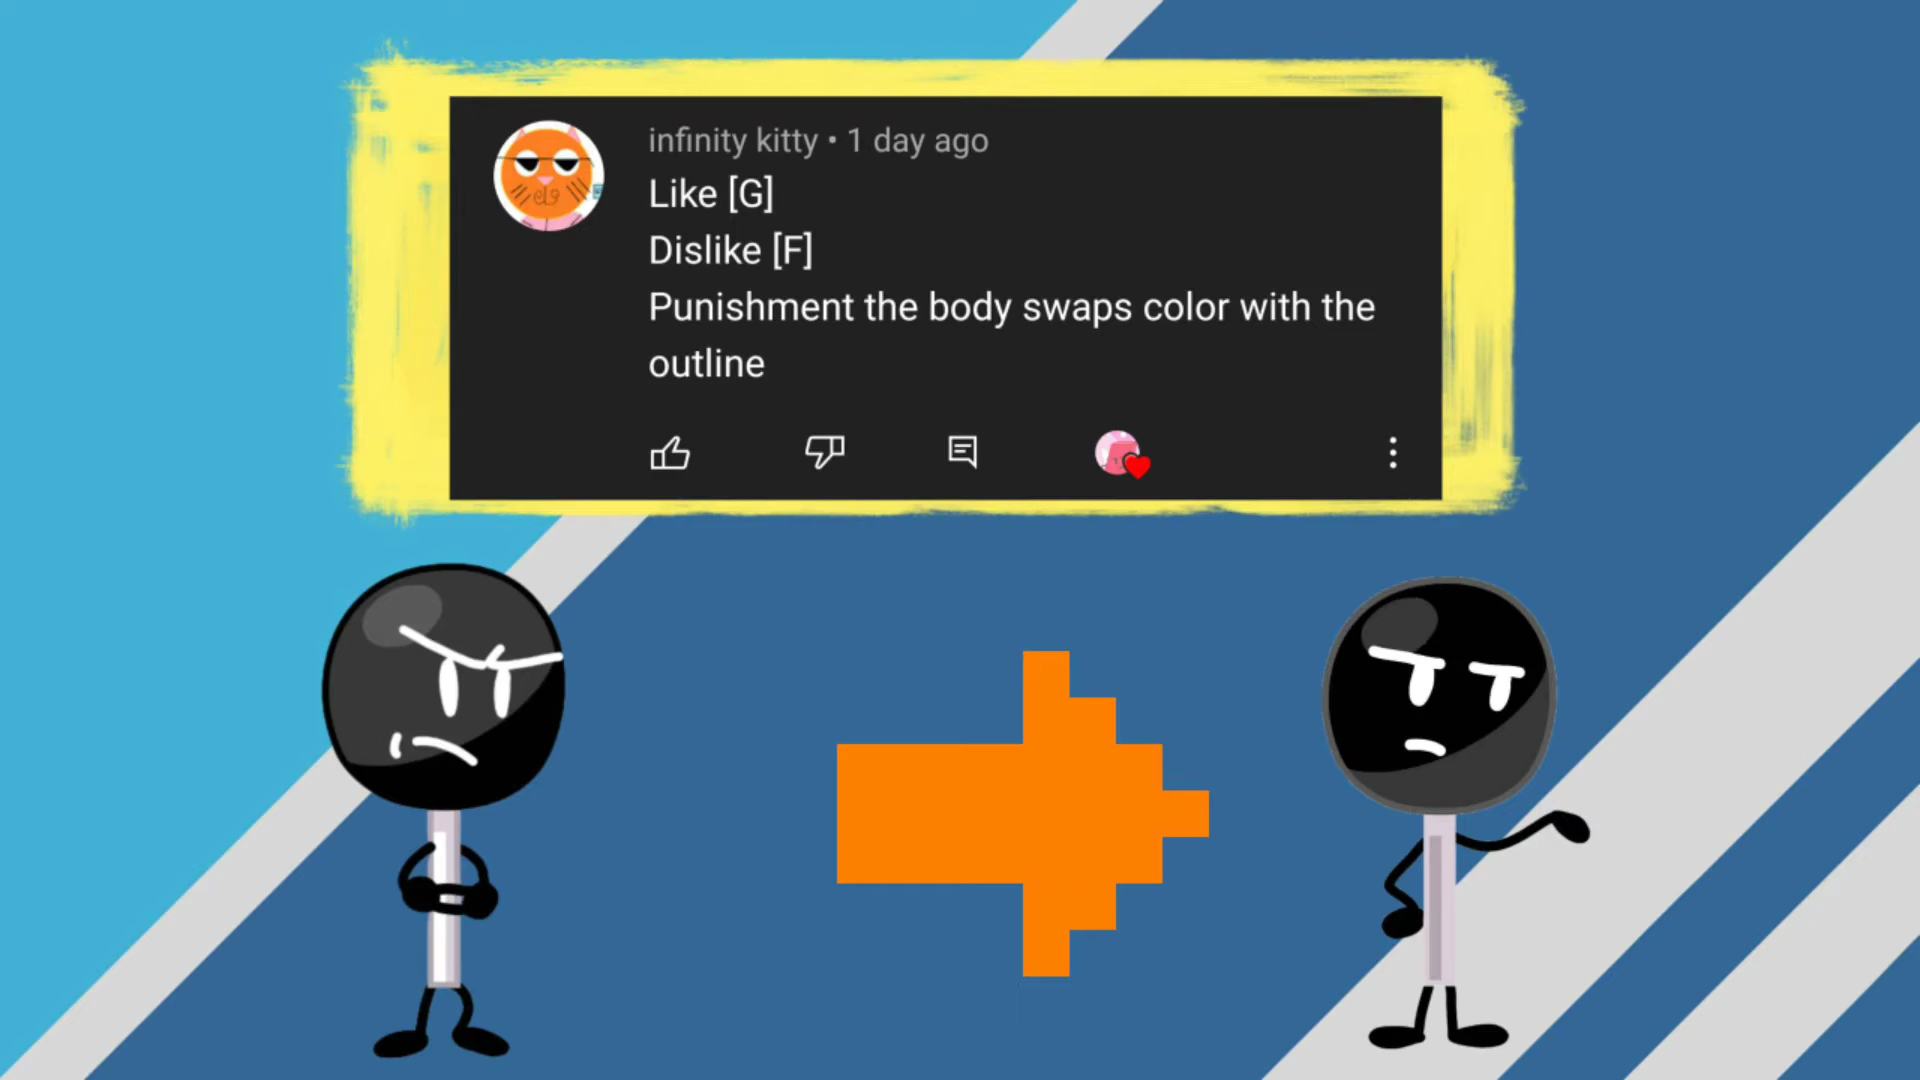 infinity kitty • 1 day ago
Like [G]
Dislike [F]
Punishment the body swaps color with the
outline